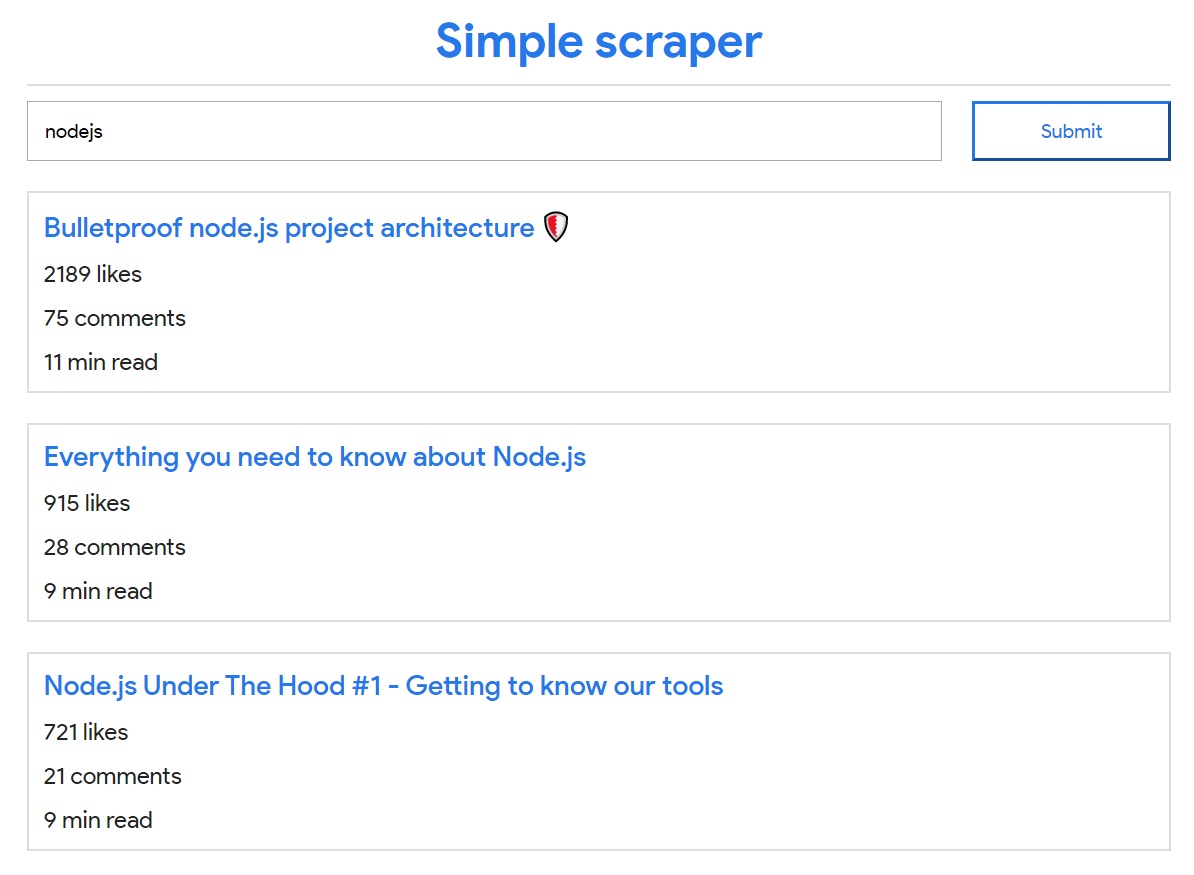 Simple scraper
nodejs
Submit
Bulletproof node.js project architecture
2189 likes
75 comments
11 min read
Everything you need to know about Node.js
915 likes
28 comments
9 min read
Node.js Under The Hood #1 - Getting to know our tools
721 likes
21 comments
9 min read